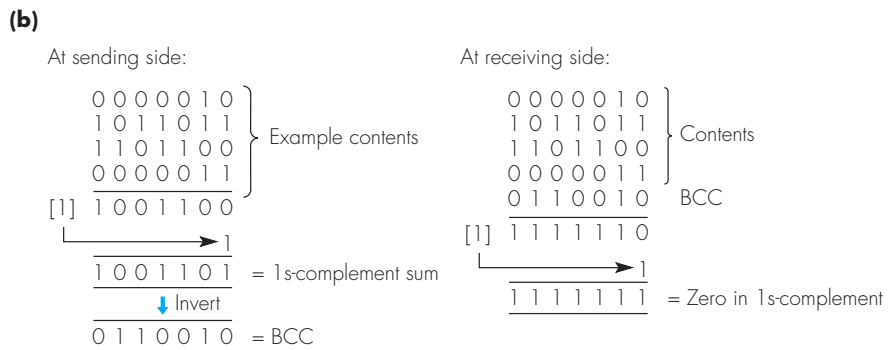 (b)
At sending side:
0 0 0 0 0 1 0
1 0 1 1 0 1 1
1 1 0 1 1 0 0
0 0 0 0 0 1 1
Example contents
[1] 1 0 0 1 1 0 0
1
1 0 0 1 1 0 1 = 1s-complement sum
Invert
0 1 1 0 0 1 0 = BCC
At receiving side:
0 0 0 0 0 1 0
1 0 1 1 0 1 1
1 1 0 1 1 0 0
0 0 0 0 0 1 1
Contents
0 1 1 0 0 1 0 BCC
[1] 1 1 1 1 1 1 0
1
1 1 1 1 1 1 1 = Zero in 1s-complement